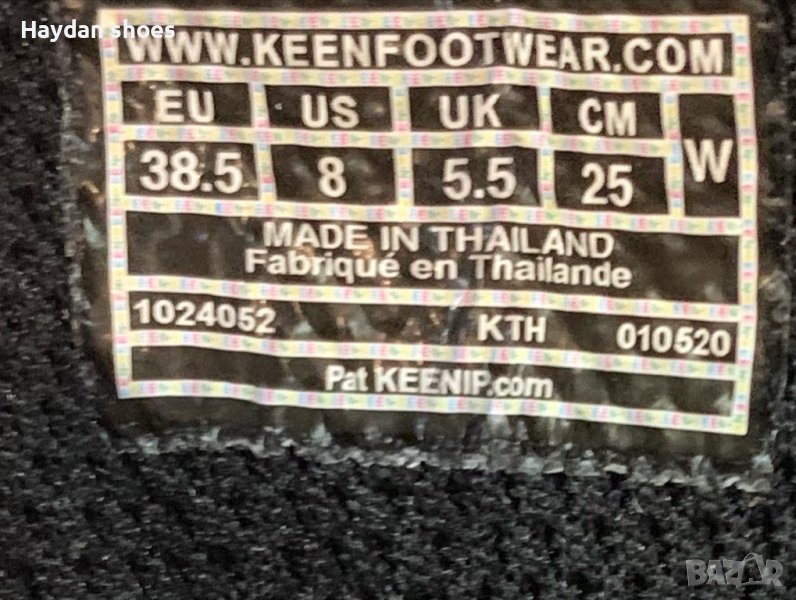 Haydan shoes
WWW.KEENFOOTWEAR.COM
EU US UK CM W
38.5 8 5.5 25
MADE IN THAILAND
Fabriqué en Thailande
1024052 KTH 010520
Pat KEENIP.com
BAZAR